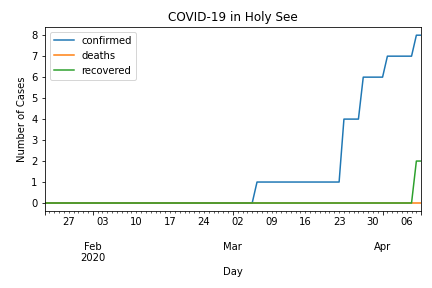 COVID-19 in Holy See
confirmed
deaths
recovered
Number of Cases
8
7
6
5
4
3
2
1
0
27 03 10 17 24 02 09 16 23 30 06
Feb Mar Apr
2020
Day